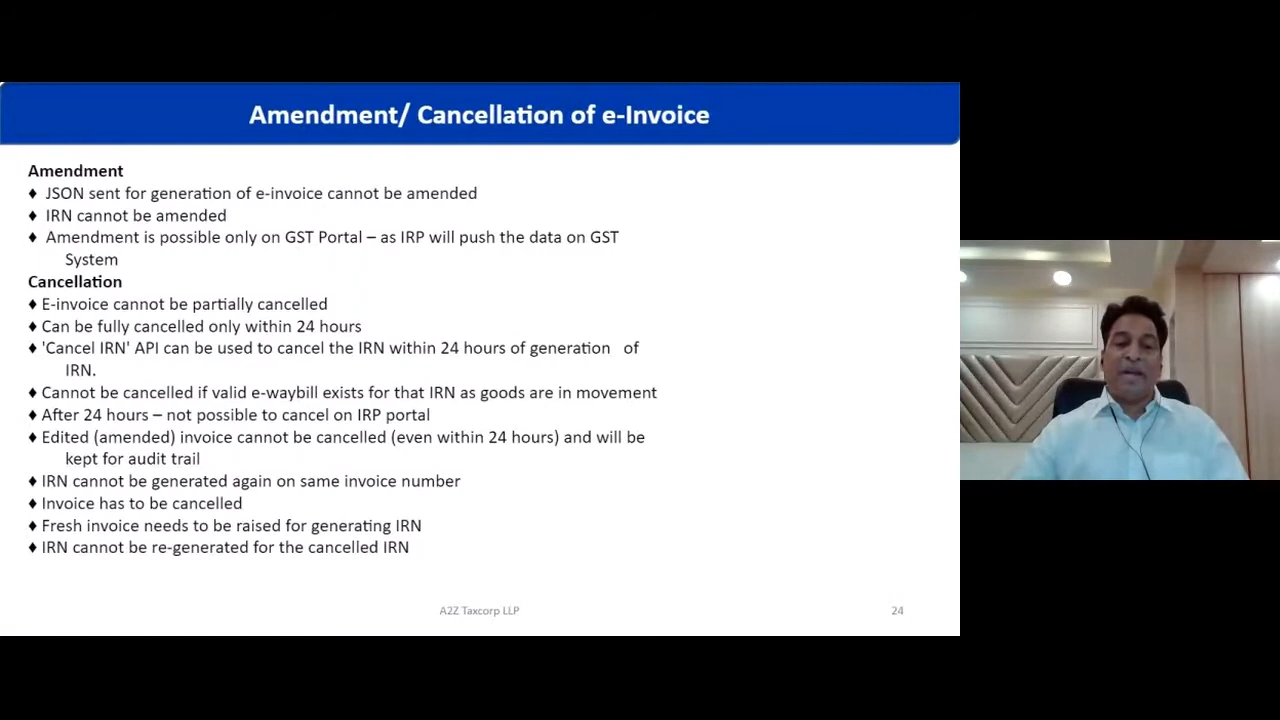 Amendment/ Cancellation of e-Invoice
Amendment
♦ JSON sent for generation of e-invoice cannot be amended
♦ IRN cannot be amended
♦ Amendment is possible only on GST Portal – as IRP will push the data on GST
System
Cancellation
♦ E-invoice cannot be partially cancelled
♦ Can be fully cancelled only within 24 hours
♦ 'Cancel IRN' API can be used to cancel the IRN within 24 hours of generation of
IRN.
♦ Cannot be cancelled if valid e-waybill exists for that IRN as goods are in movement
♦ After 24 hours – not possible to cancel on IRP portal
♦ Edited (amended) invoice cannot be cancelled (even within 24 hours) and will be
kept for audit trail
♦ IRN cannot be generated again on same invoice number
♦ Invoice has to be cancelled
♦ Fresh invoice needs to be raised for generating IRN
♦ IRN cannot be re-generated for the cancelled IRN
A2Z Taxcorp LLP
24